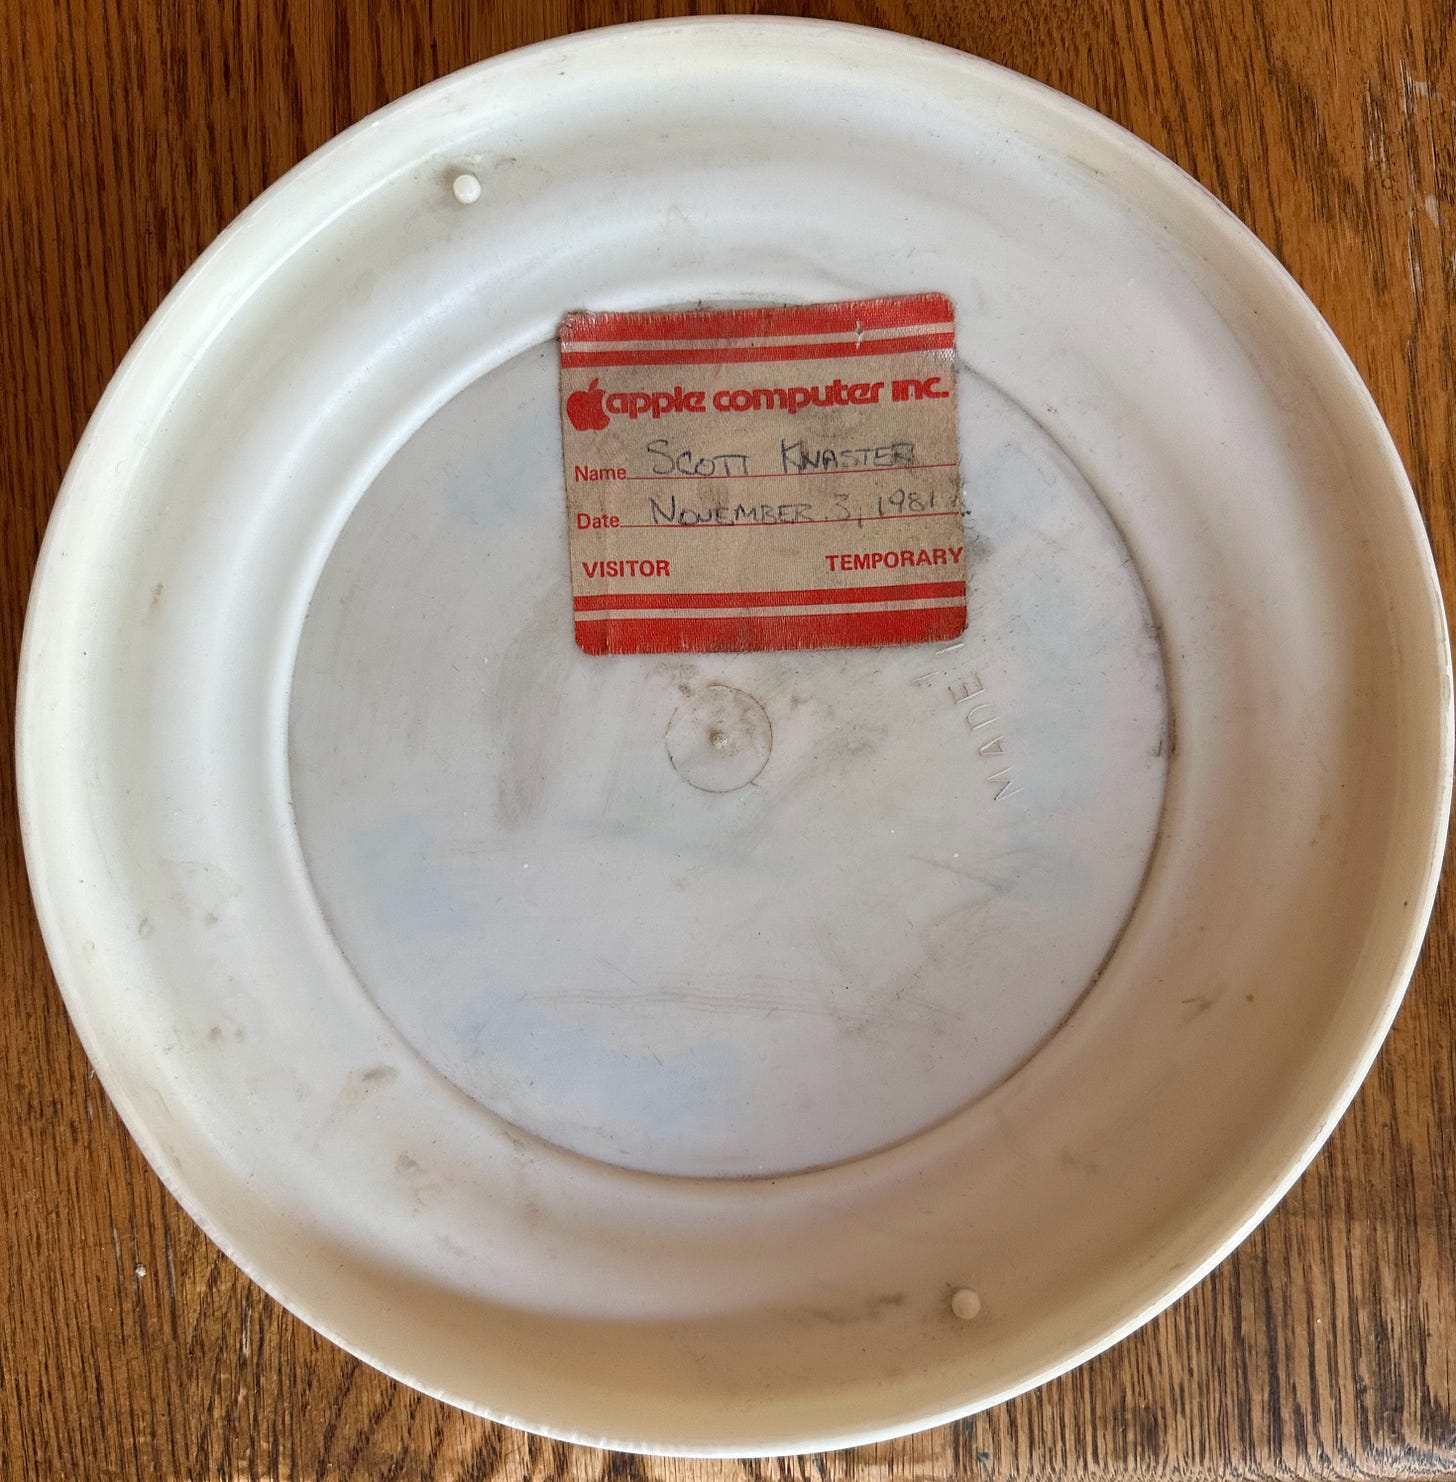 apple computer inc.
Name SCOTT KNASTER
Date NOVEMBER 3, 1981
VISITOR TEMPORARY
MADE